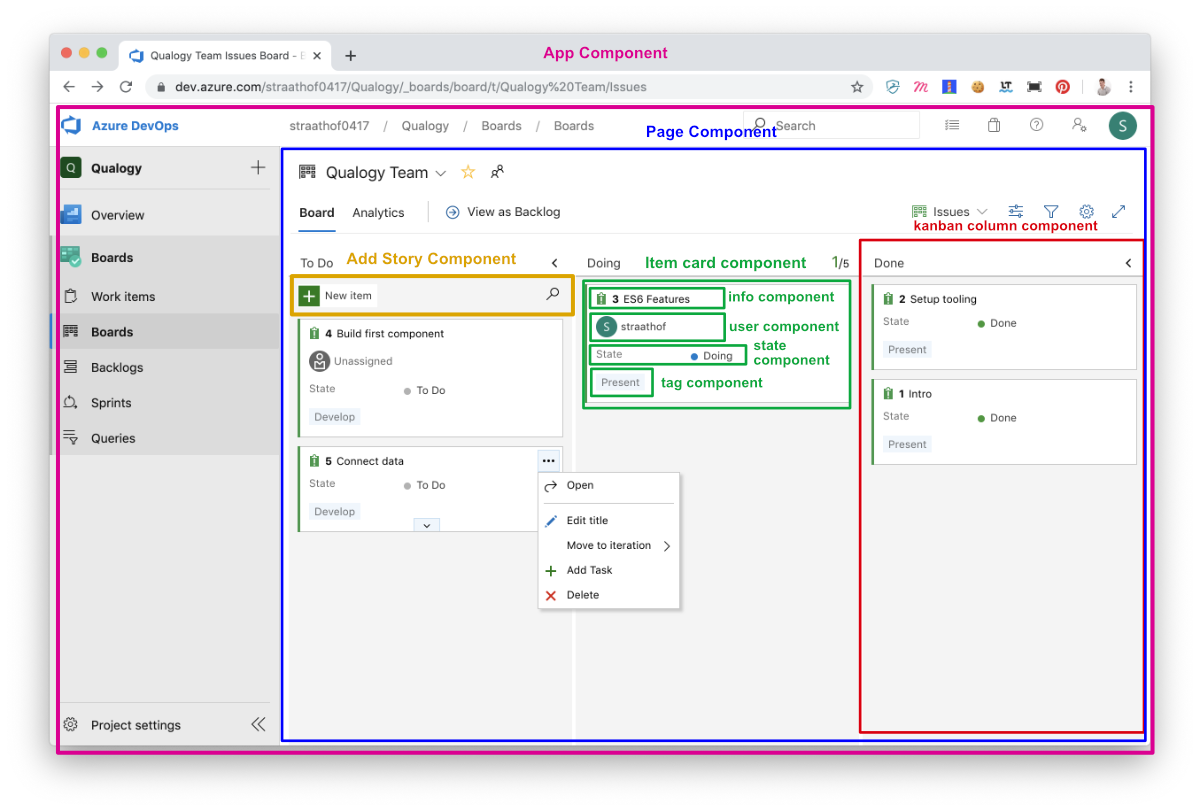 Qualogy Team Issues Board - E
App Component
dev.azure.com/straathof0417/Qualogy/_boards/board/t/Qualogy%20Team/Issues
Azure DevOps
straathof0417 / Qualogy / Boards / Boards
Page Component
Search
S
Q Qualogy
Qualogy Team
Overview
Board Analytics View as Backlog
Issues
kanban column component
Boards
Work items
Boards
Backlogs
Sprints
Queries
Project settings
To Do Add Story Component
New item
4 Build first component
Unassigned
State To Do
Develop
5 Connect data
State To Do
Develop
Open
Edit title
Move to iteration
Add Task
Delete
Doing Item card component 1/5
3 ES6 Features info component
S straathof user component
State Doing state component
Present tag component
Done
2 Setup tooling
State Done
Present
1 Intro
State Done
Present